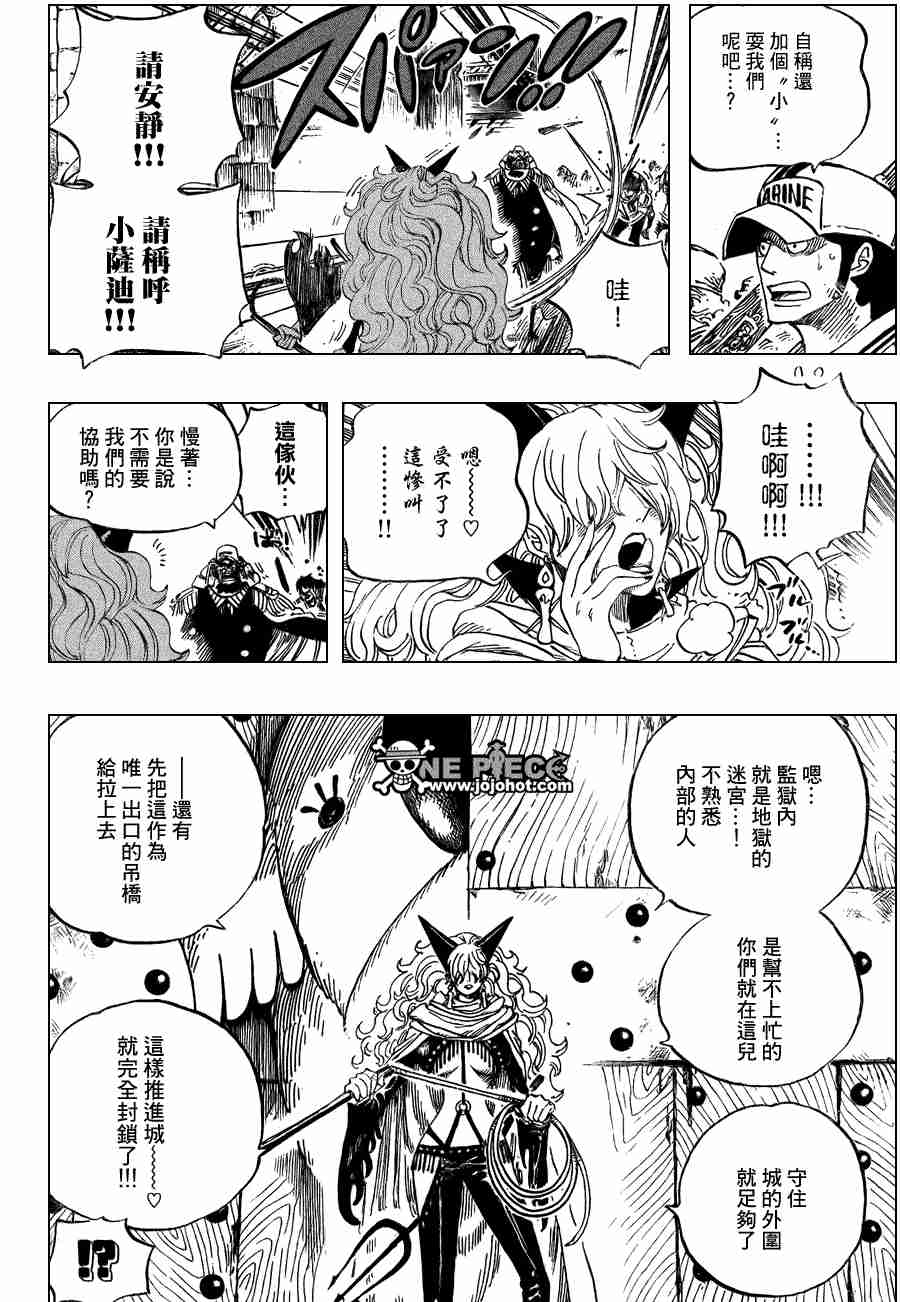 自稱還
加個〝小〞…
耍我們
呢吧…?
MARINE
スパァン!!!
哇!
請安靜!!!
請稱呼
小薩迪!!!
……!!!
哇啊啊!!!
嗯~~♡
受不了了
這慘叫
………!!
ブル
ブル
這傢伙…
慢著…
你是說
不需要
我們的
協助嗎?
嗯…
監獄內
就是地獄的
迷宮…!
不熟悉
內部的人
是幫不上忙的
你們就在這兒
守住
城的外圍
就足夠了
ONE PIECE
www.jojohot.com
——還有
先把這作為
唯一出口的吊橋
給拉上去
這樣推進城~~~♡
就完全封鎖了!!!
!?